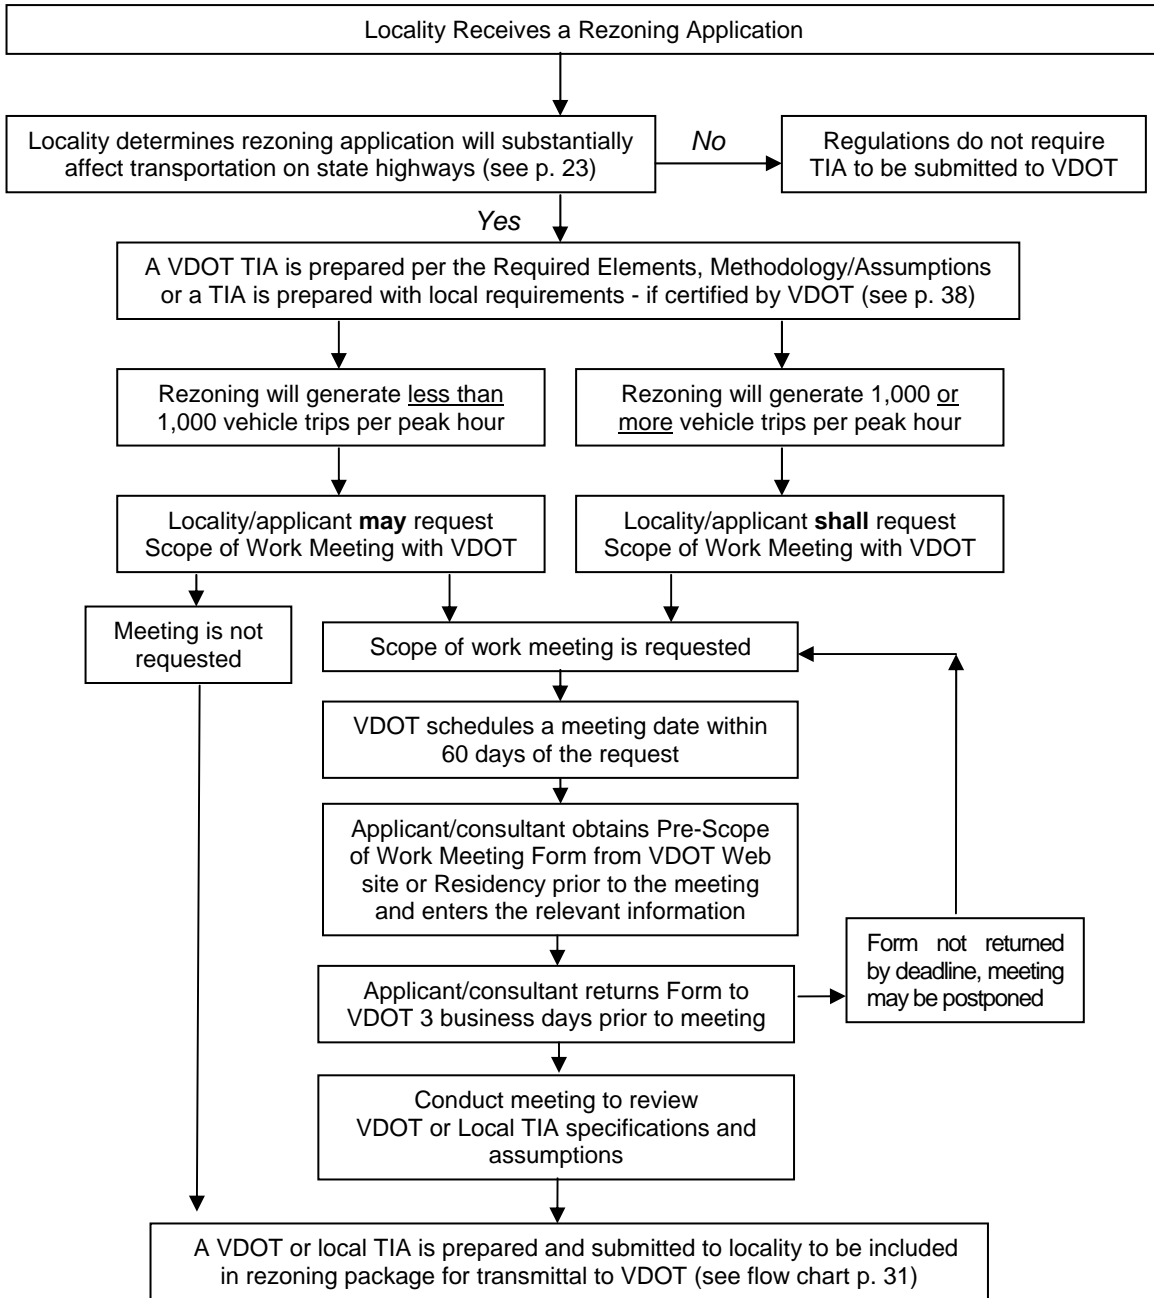 Locality Receives a Rezoning Application
Locality determines rezoning application will substantially
affect transportation on state highways (see p. 23)
No
Regulations do not require
TIA to be submitted to VDOT
Yes
A VDOT TIA is prepared per the Required Elements, Methodology/Assumptions
or a TIA is prepared with local requirements - if certified by VDOT (see p. 38)
Rezoning will generate less than
1,000 vehicle trips per peak hour
Rezoning will generate 1,000 or
more vehicle trips per peak hour
Locality/applicant may request
Scope of Work Meeting with VDOT
Locality/applicant shall request
Scope of Work Meeting with VDOT
Meeting is not
requested
Scope of work meeting is requested
VDOT schedules a meeting date within
60 days of the request
Applicant/consultant obtains Pre-Scope
of Work Meeting Form from VDOT Web
site or Residency prior to the meeting
and enters the relevant information
Form not returned
by deadline, meeting
may be postponed
Applicant/consultant returns Form to
VDOT 3 business days prior to meeting
Conduct meeting to review
VDOT or Local TIA specifications and
assumptions
A VDOT or local TIA is prepared and submitted to locality to be included
in rezoning package for transmittal to VDOT (see flow chart p. 31)